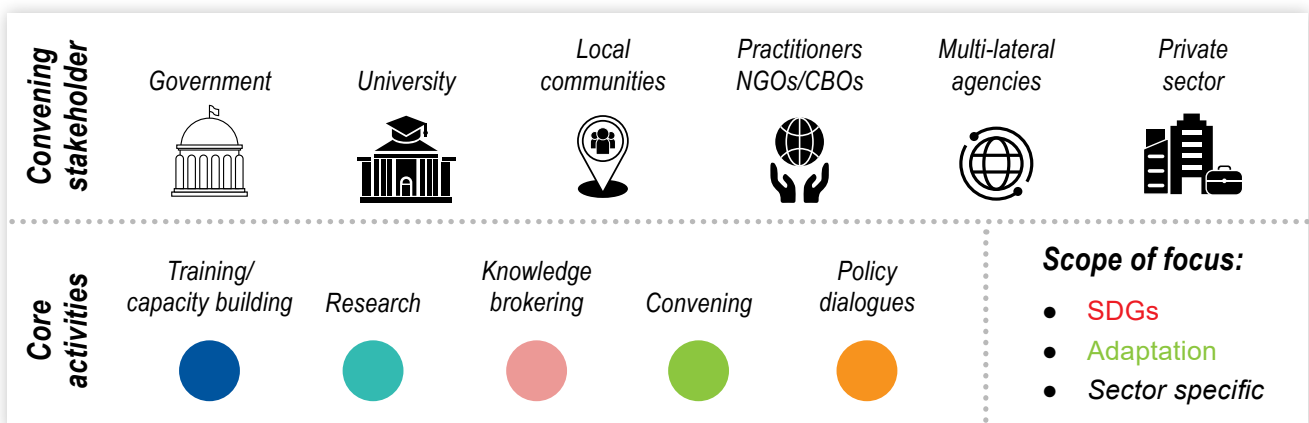 Convening
stakeholder
Government
University
Local
communities
Practitioners
NGOs/CBOs
Multi-lateral
agencies
Private
sector
Core
activities
Training/
capacity building
Research
Knowledge
brokering
Convening
Policy
dialogues
Scope of focus:
● SDGs
● Adaptation
● Sector specific